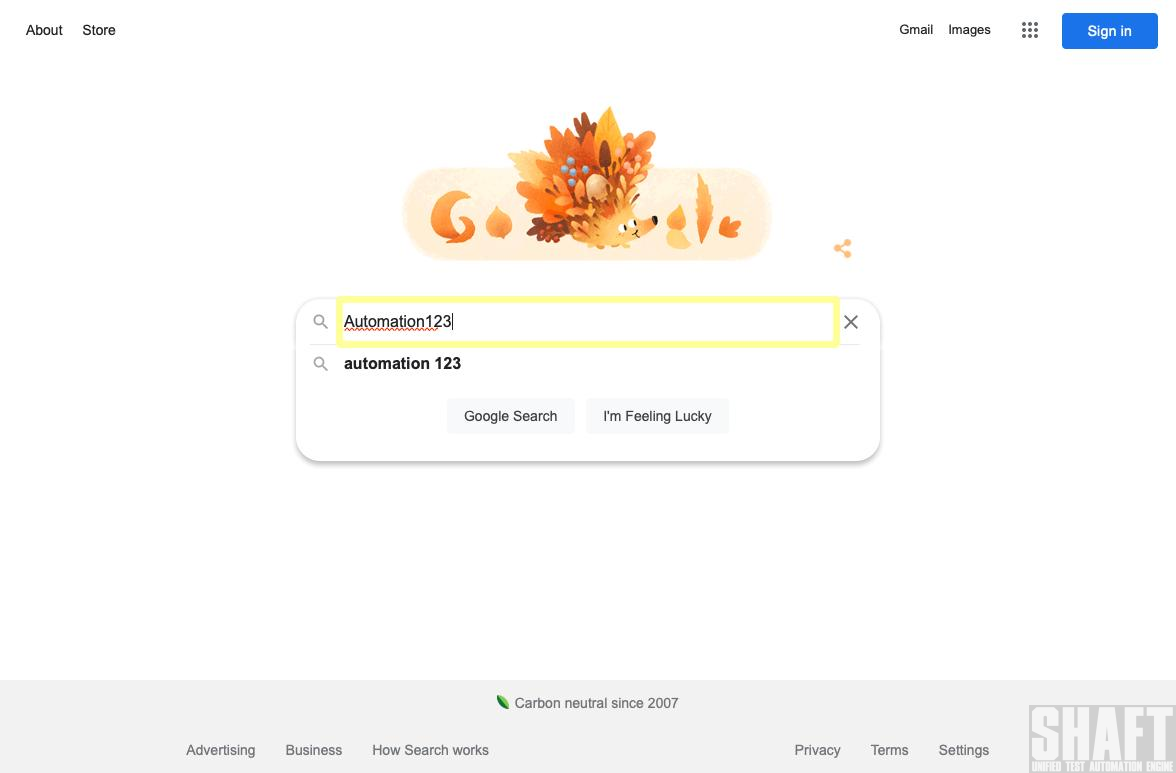 About Store
Gmail Images
Sign in
Google
Automation123
automation 123
Google Search I'm Feeling Lucky
Carbon neutral since 2007
Advertising Business How Search works
Privacy Terms Settings
SHAFT
UNIFIED TEST AUTOMATION ENGINE